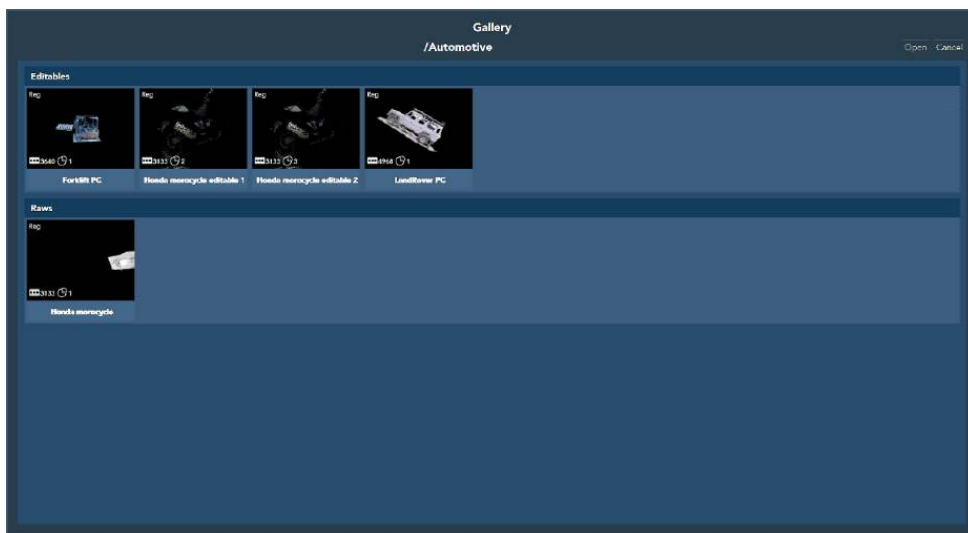 Gallery
/Automotive
Open Cancel
Editables
Reg Reg Reg Reg
3640 1 3133 2 3133 3 4968 1
Forklift PC Honda morocycle editable 1 Honda morocycle editable 2 LandRover PC
Raws
Reg
3133 1
Honda morocycle